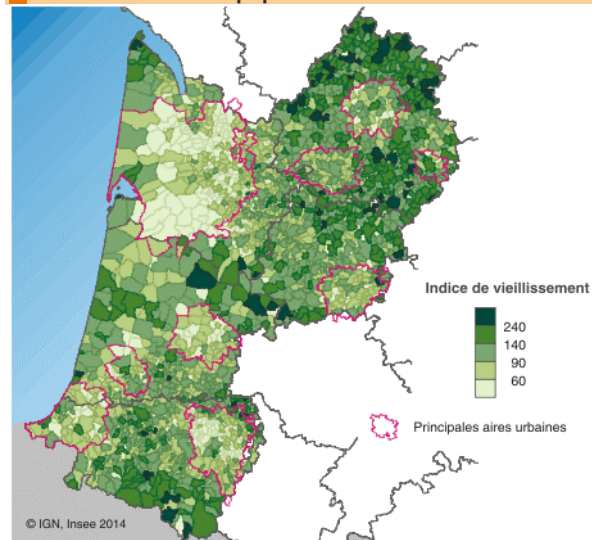 Indice de vieillissement
240
140
90
60
Principales aires urbaines
© IGN, Insee 2014